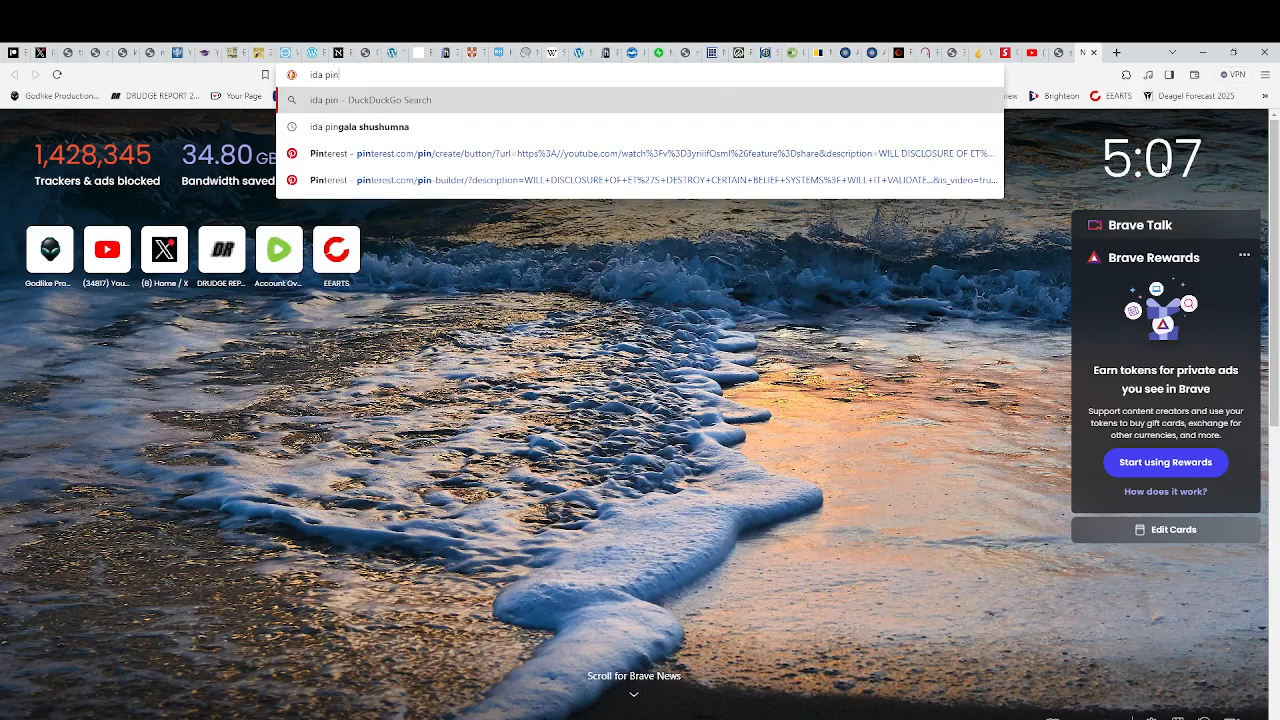 ida pin
VPN
Godlike Production...
DRUDGE REPORT 2...
Your Page
ews
Brighteon
EEARTS
Deagel Forecast 2025
»
ida pin - DuckDuckGo Search
ida pingala shushumna
Pinterest - pinterest.com/pin/create/button/?url=https%3A//youtube.com/watch%3Fv%3D3yriiifQsmI%26feature%3Dshare&description=WILL DISCLOSURE OF ET%...
Pinterest - pinterest.com/pin-builder/?description=WILL+DISCLOSURE+OF+ET%27S+DESTROY+CERTAIN+BELIEF+SYSTEMS%3F+WILL+IT+VALIDATE...&as_video=tru...
1,428,345
Trackers & ads blocked
34.80 GB
Bandwidth saved
5:07
Godlike Pro...
(34817) You...
(8) Home / X
DR
DRUDGE REP...
Account Ov...
EEARTS
Brave Talk
Brave Rewards
Earn tokens for private ads
you see in Brave
Support content creators and use your
tokens to buy gift cards, exchange for
other currencies, and more.
Start using Rewards
How does it work?
Edit Cards
Scroll for Brave News